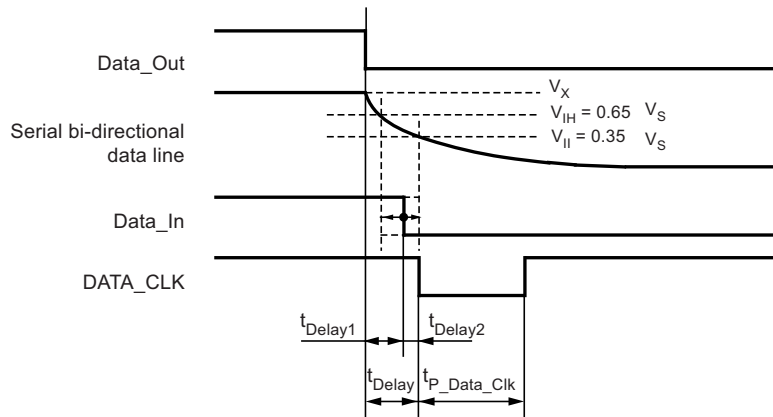 Data_Out
V_X
V_IH = 0.65 V_S
Serial bi-directional
data line
V_II = 0.35 V_S
Data_In
DATA_CLK
t_Delay1
t_Delay2
t_Delay
t_P_Data_Clk